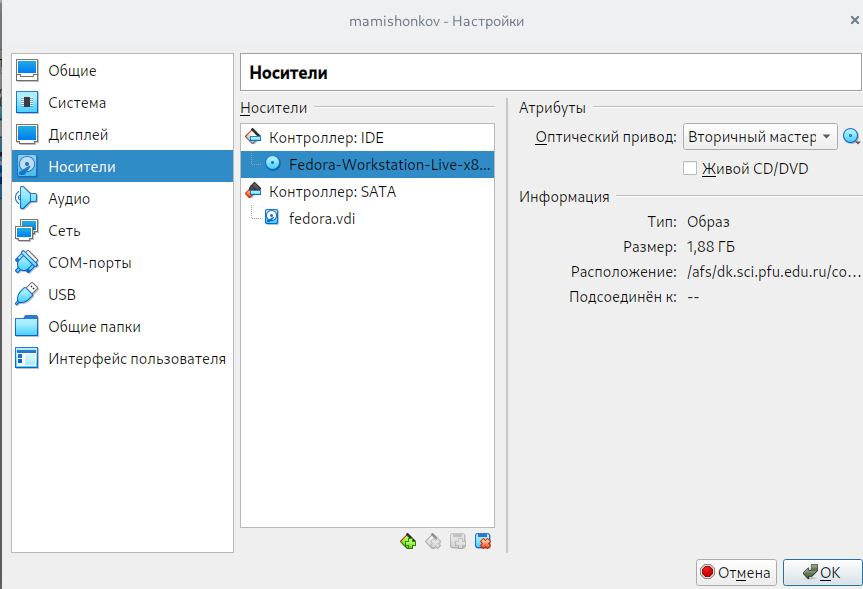 mamishonkov - Настройки
Общие
Система
Дисплей
Носители
Аудио
Сеть
COM-порты
USB
Общие папки
Интерфейс пользователя
Носители
Носители
Контроллер: IDE
Fedora-Workstation-Live-x8...
Контроллер: SATA
fedora.vdi
Атрибуты
Оптический привод: Вторичный мастер
Живой CD/DVD
Информация
Тип: Образ
Размер: 1,88 ГБ
Расположение: /afs/dk.sci.pfu.edu.ru/co...
Подсоединён к: --
Отмена
OK